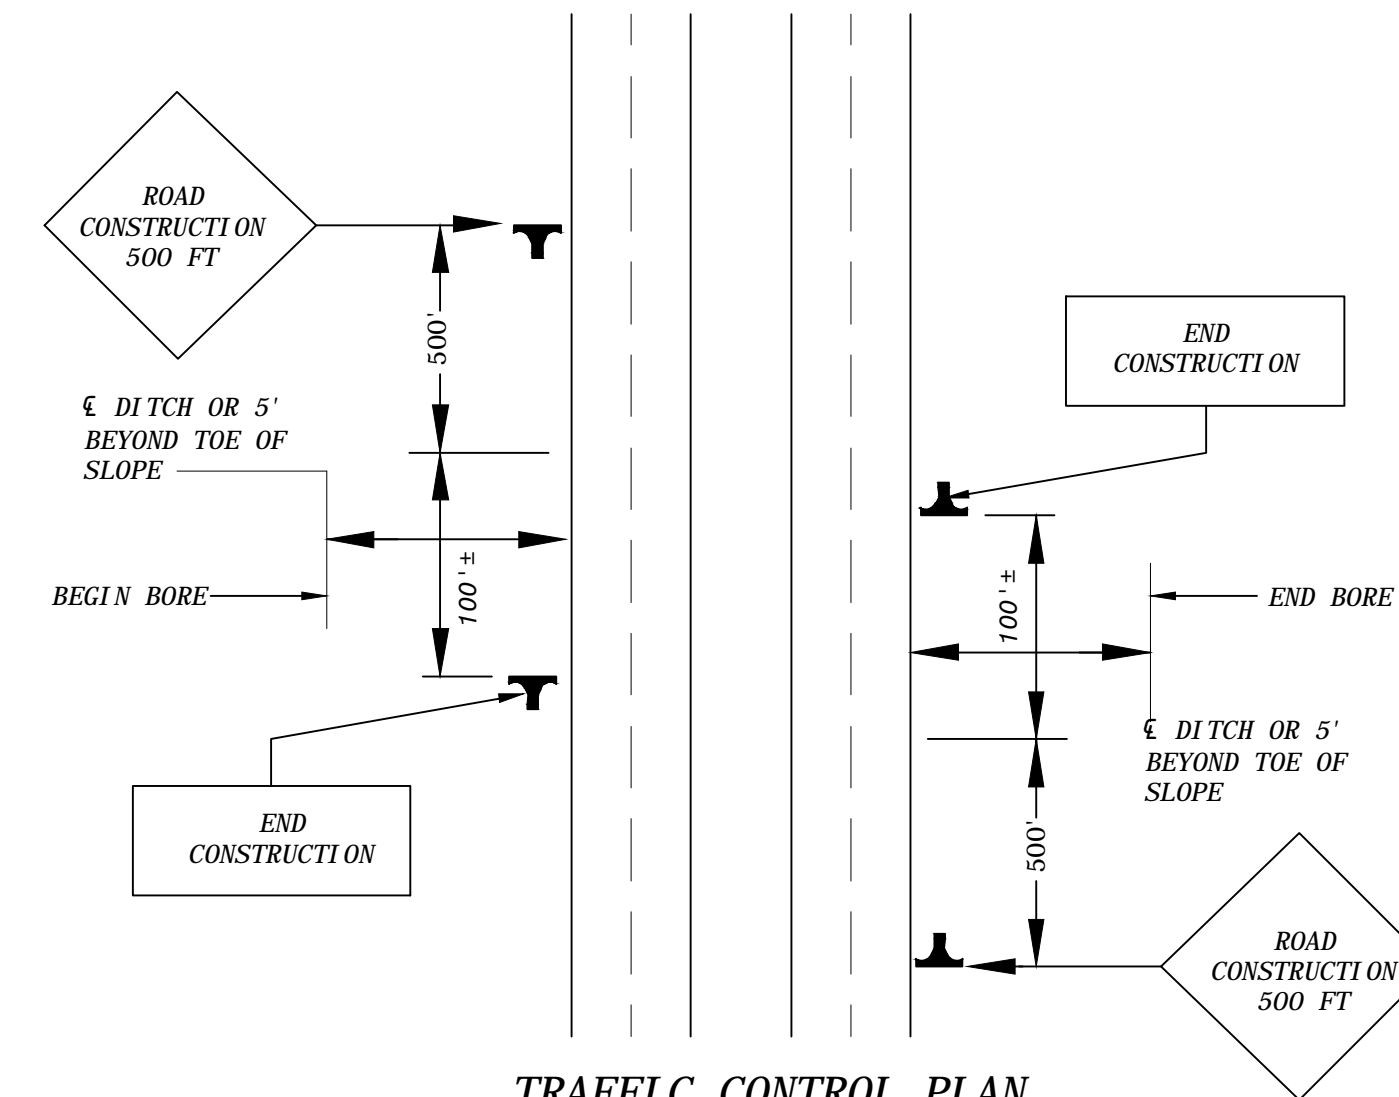 ROAD
CONSTRUCTION
500 FT
500'
END
CONSTRUCTION
℄ DITCH OR 5'
BEYOND TOE OF
SLOPE
100'±
100'±
BEGIN BORE
END BORE
℄ DITCH OR 5'
BEYOND TOE OF
SLOPE
END
CONSTRUCTION
500'
ROAD
CONSTRUCTION
500 FT
TRAFFIC CONTROL PLAN